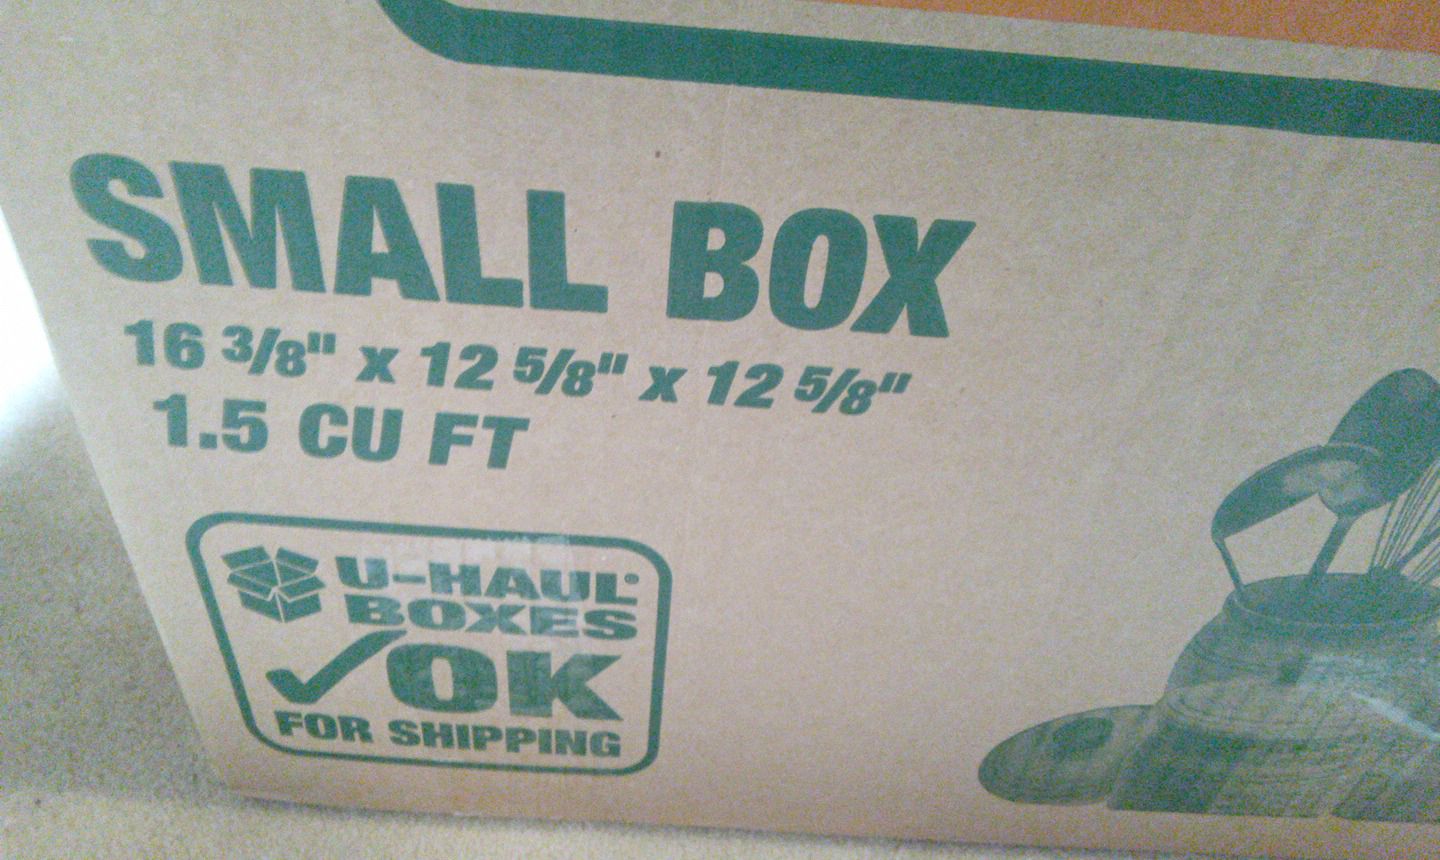 SMALL BOX
16 3/8" x 12 5/8" x 12 5/8"
1.5 CU FT
U-HAUL®
BOXES
✓OK
FOR SHIPPING